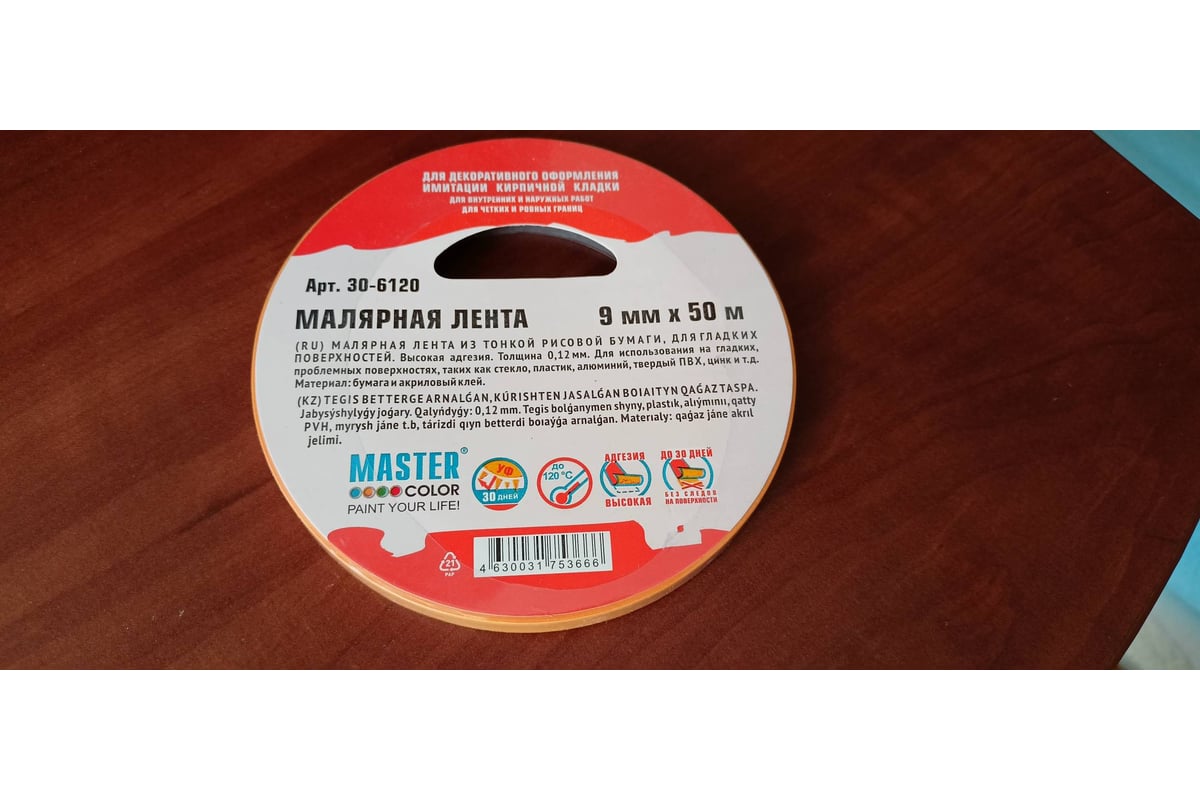 ДЛЯ ДЕКОРАТИВНОГО ОФОРМЛЕНИЯ
ИМИТАЦИИ КИРПИЧНОЙ КЛАДКИ
ДЛЯ ВНУТРЕННИХ И НАРУЖНЫХ РАБОТ
ДЛЯ ЧЕТКИХ И РОВНЫХ ГРАНИЦ
Арт. 30-6120
МАЛЯРНАЯ ЛЕНТА 9 мм x 50 м
(RU) МАЛЯРНАЯ ЛЕНТА ИЗ ТОНКОЙ РИСОВОЙ БУМАГИ, ДЛЯ ГЛАДКИХ
ПОВЕРХНОСТЕЙ. Высокая адгезия. Толщина 0,12 мм. Для использования на гладких,
проблемных поверхностях, таких как стекло, пластик, алюминий, твердый ПВХ, цинк и т.д.
Материал: бумага и акриловый клей.
(KZ) TEGIS BETTERGE ARNALǴAN, KÚRISHTEN JASALǴAN BOIAITYN QAǴAZ TASPA.
Jabysýshylyǵy joǵary. Qalyńdyǵy: 0,12 mm. Tegis bolǵanymen shyny, plastık, alıýmını, qatty
PVH, myrysh jáne t.b, tárizdi qıyn betterdi boıaýǵa arnalǵan. Materıaly: qaǵaz jáne akrıl
jelimi.
MASTER®
COLOR
PAINT YOUR LIFE!
УФ
30 ДНЕЙ
до
120 °C
АДГЕЗИЯ
ВЫСОКАЯ
ДО 30 ДНЕЙ
БЕЗ СЛЕДОВ
НА ПОВЕРХНОСТИ
21
PAP
4 630031 753666